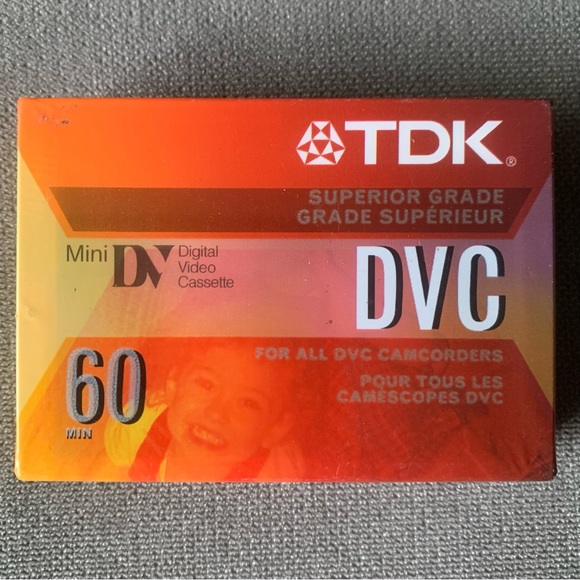 TDK®
SUPERIOR GRADE
GRADE SUPÉRIEUR
Mini DV Digital
Video
Cassette
DVC
60
MIN
FOR ALL DVC CAMCORDERS
POUR TOUS LES
CAMÉSCOPES DVC